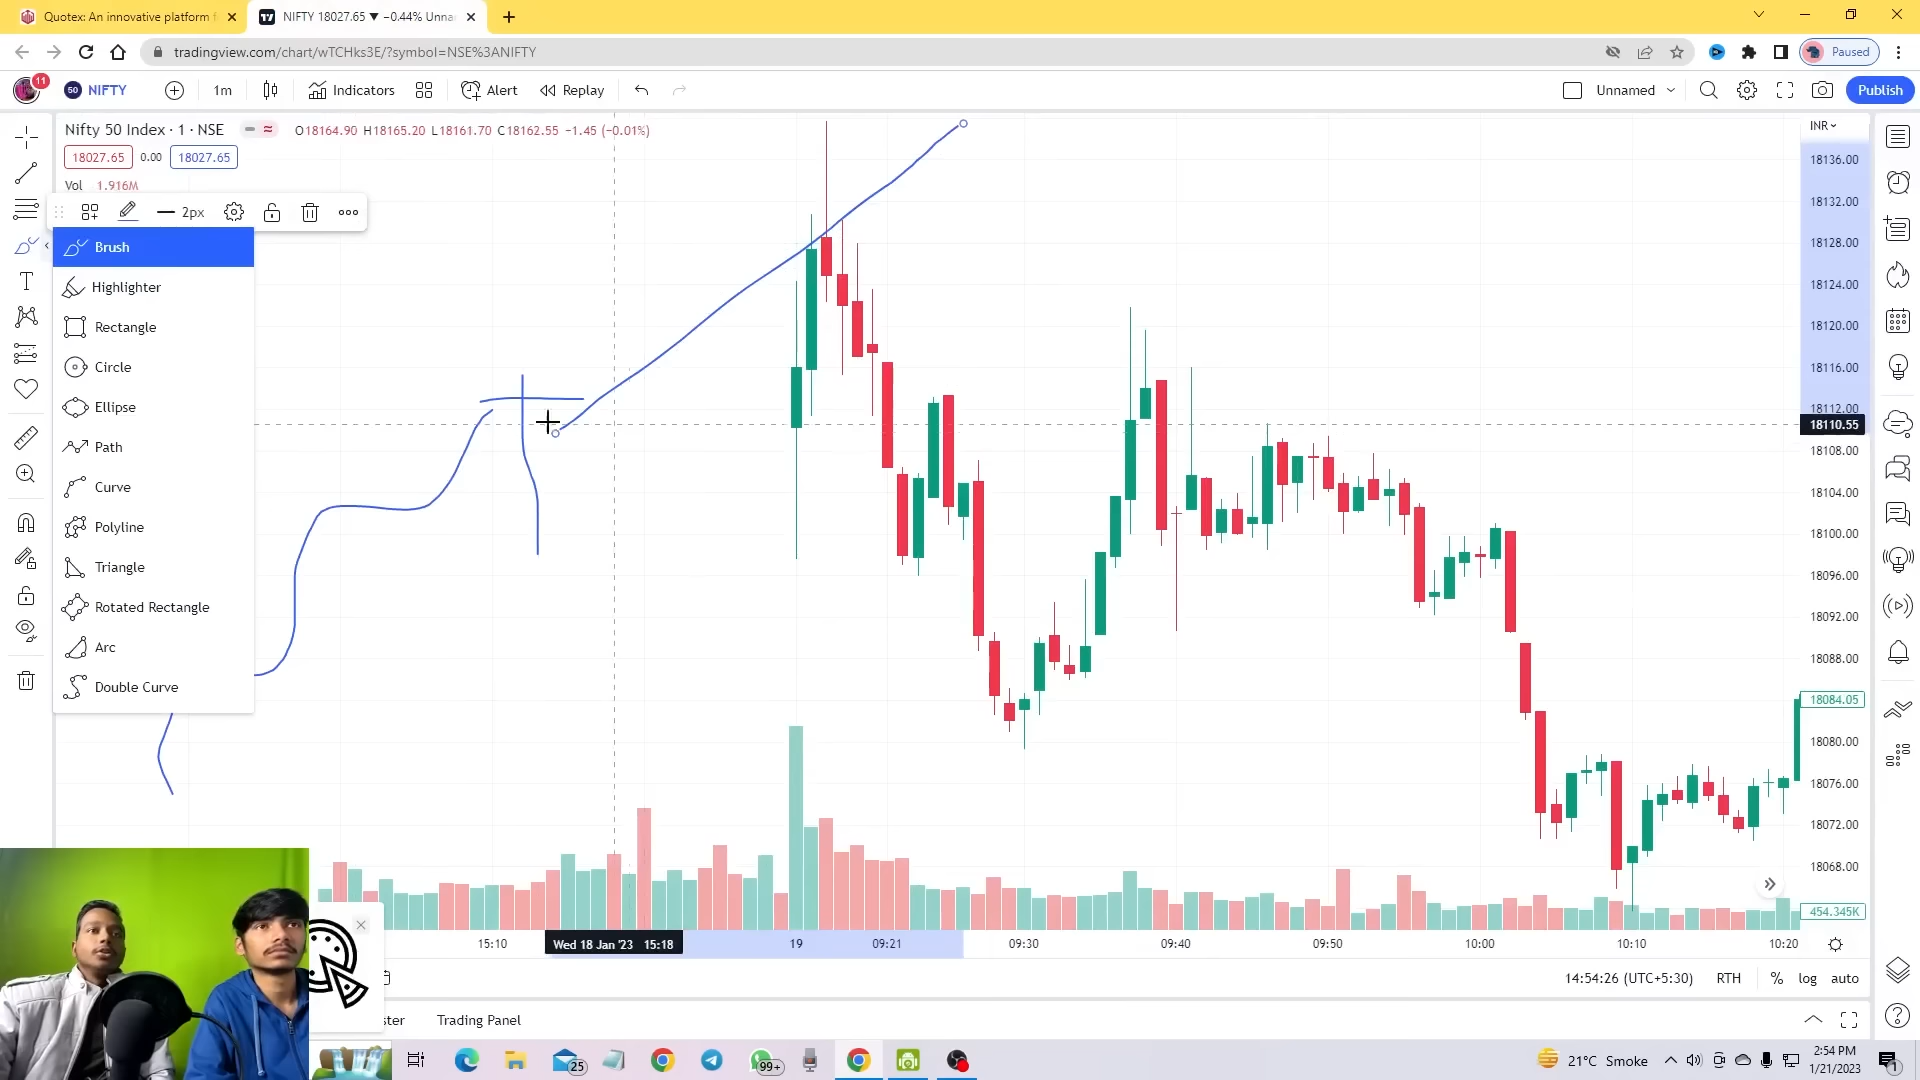 Quotex: An innovative platform f
NIFTY 18027.65 ▼ −0.44% Unna
tradingview.com/chart/wTCHks3E/?symbol=NSE%3ANIFTY
Paused
11
50 NIFTY
1m
Indicators
Alert
Replay
Unnamed
Publish
Nifty 50 Index · 1 · NSE
O18164.90 H18165.20 L18161.70 C18162.55 −1.45 (−0.01%)
INR
18027.65 0.00 18027.65
Vol 1.916M
2px
Brush
Highlighter
Rectangle
Circle
Ellipse
Path
Curve
Polyline
Triangle
Rotated Rectangle
Arc
Double Curve
18136.00
18132.00
18128.00
18124.00
18120.00
18116.00
18112.00
18110.55
18108.00
18104.00
18100.00
18096.00
18092.00
18088.00
18084.05
18080.00
18076.00
18072.00
18068.00
454.345K
15:10
Wed 18 Jan '23 15:18
19
09:21
09:30
09:40
09:50
10:00
10:10
10:20
14:54:26 (UTC+5:30)
RTH
%
log
auto
ster
Trading Panel
25
99+
21°C Smoke
2:54 PM
1/21/2023
1